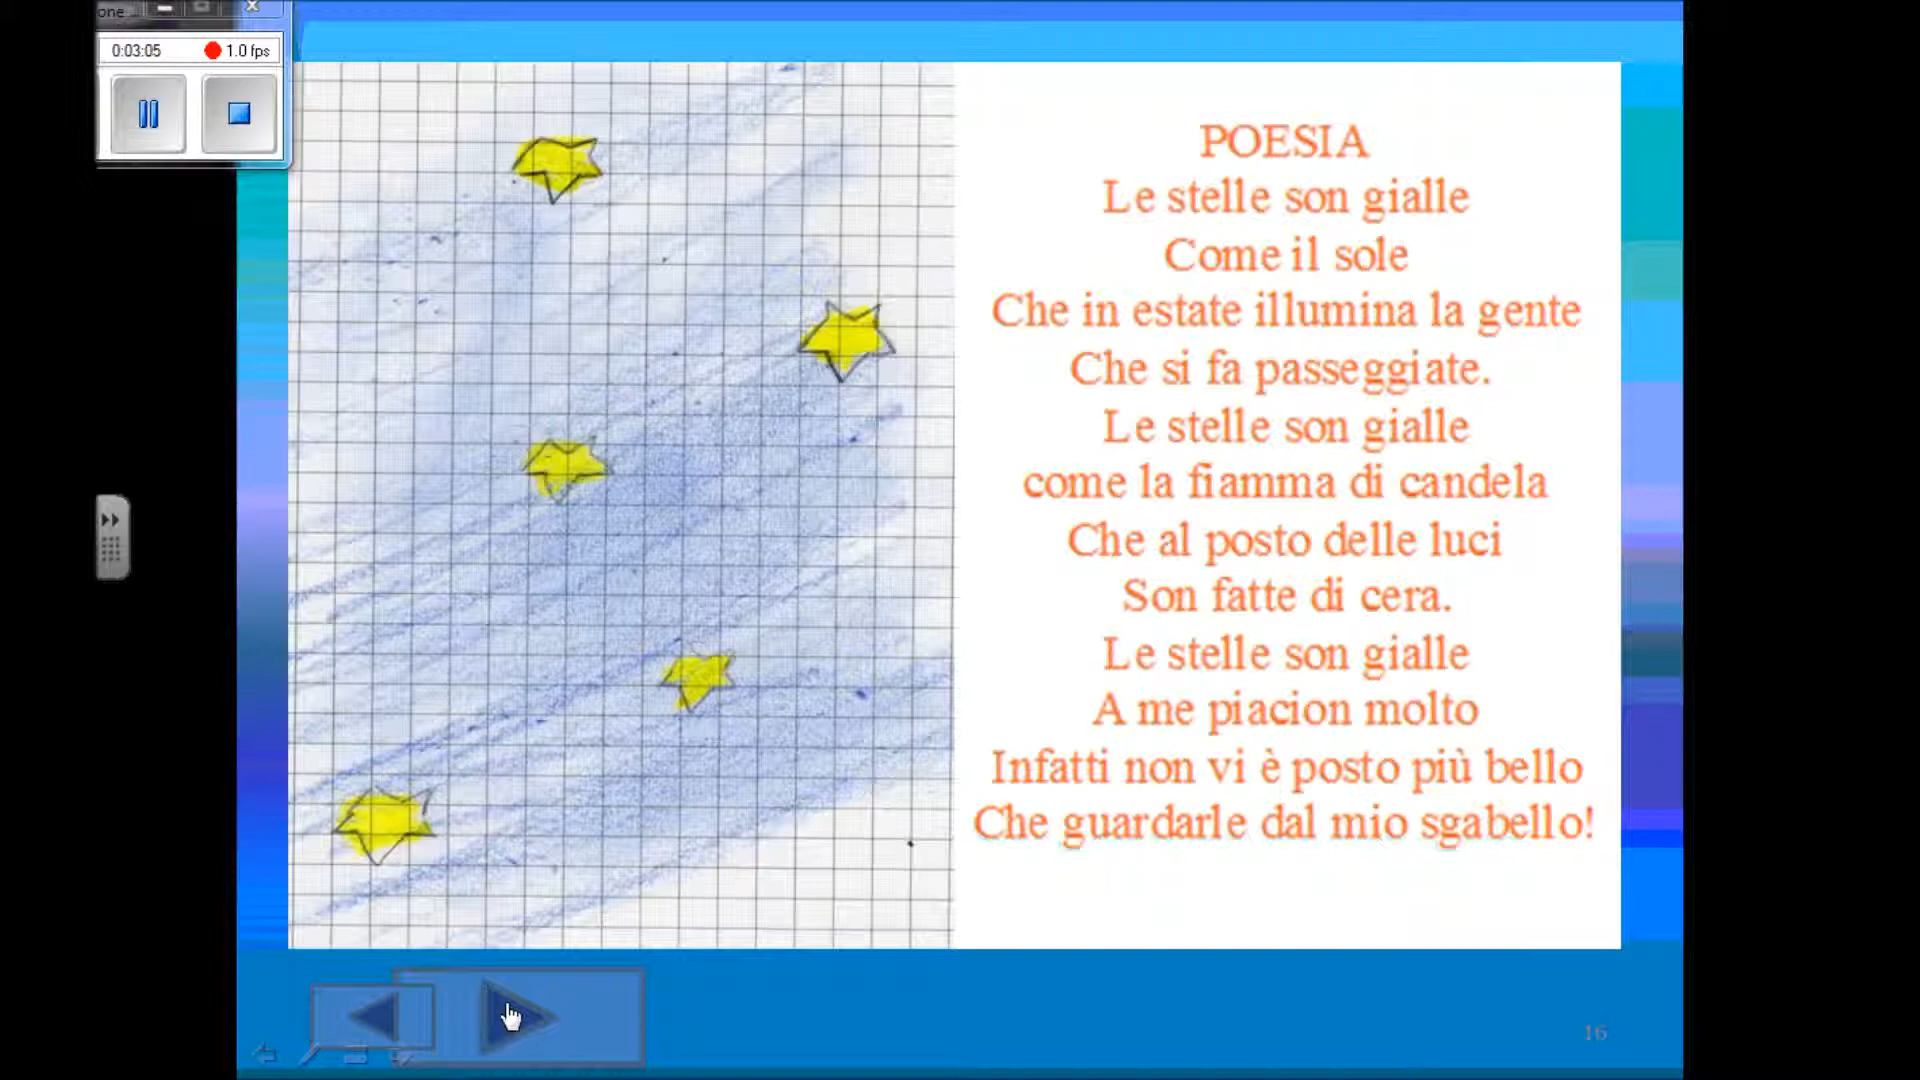 one
0:03:05 1.0 fps
POESIA
Le stelle son gialle
Come il sole
Che in estate illumina la gente
Che si fa passeggiate.
Le stelle son gialle
come la fiamma di candela
Che al posto delle luci
Son fatte di cera.
Le stelle son gialle
A me piacion molto
Infatti non vi è posto più bello
Che guardarle dal mio sgabello!
16